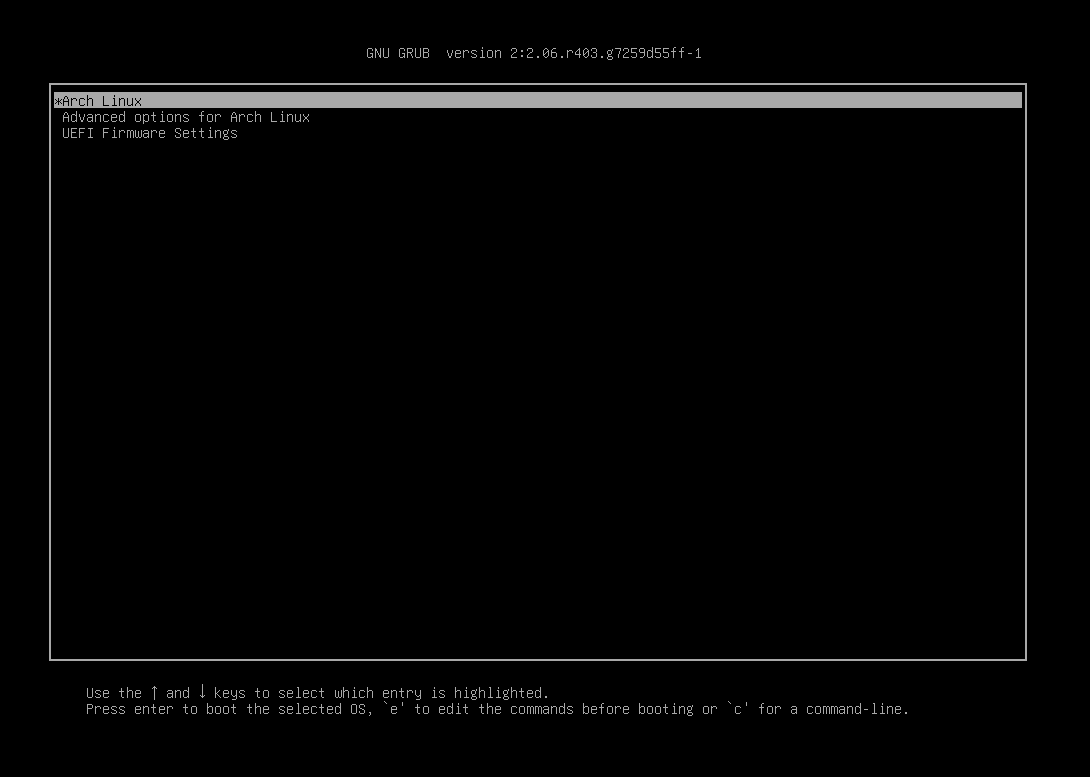 GNU GRUB  version 2:2.06.r403.g7259d55ff-1
*Arch Linux
Advanced options for Arch Linux
UEFI Firmware Settings
Use the ↑ and ↓ keys to select which entry is highlighted.
Press enter to boot the selected OS, `e' to edit the commands before booting or `c' for a command-line.